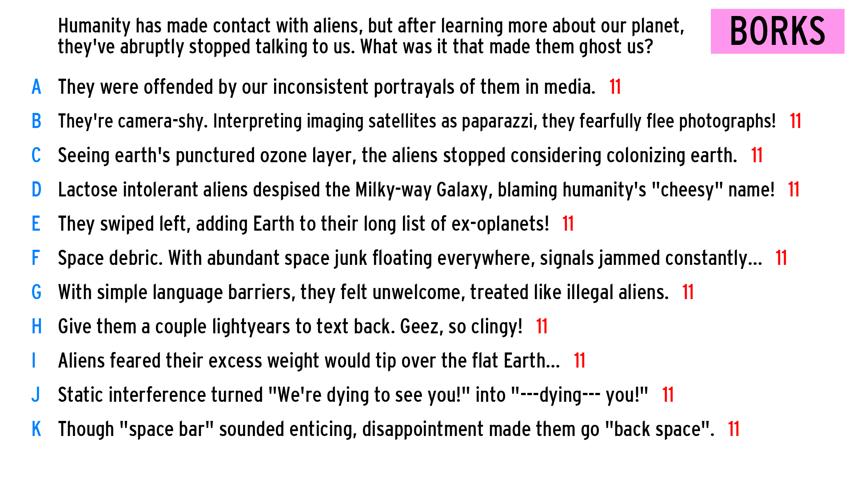 Humanity has made contact with aliens, but after learning more about our planet,
they've abruptly stopped talking to us. What was it that made them ghost us?
BORKS
A They were offended by our inconsistent portrayals of them in media. 11
B They're camera-shy. Interpreting imaging satellites as paparazzi, they fearfully flee photographs! 11
C Seeing earth's punctured ozone layer, the aliens stopped considering colonizing earth. 11
D Lactose intolerant aliens despised the Milky-way Galaxy, blaming humanity's "cheesy" name! 11
E They swiped left, adding Earth to their long list of ex-oplanets! 11
F Space debric. With abundant space junk floating everywhere, signals jammed constantly... 11
G With simple language barriers, they felt unwelcome, treated like illegal aliens. 11
H Give them a couple lightyears to text back. Geez, so clingy! 11
I Aliens feared their excess weight would tip over the flat Earth... 11
J Static interference turned "We're dying to see you!" into "---dying--- you!" 11
K Though "space bar" sounded enticing, disappointment made them go "back space". 11